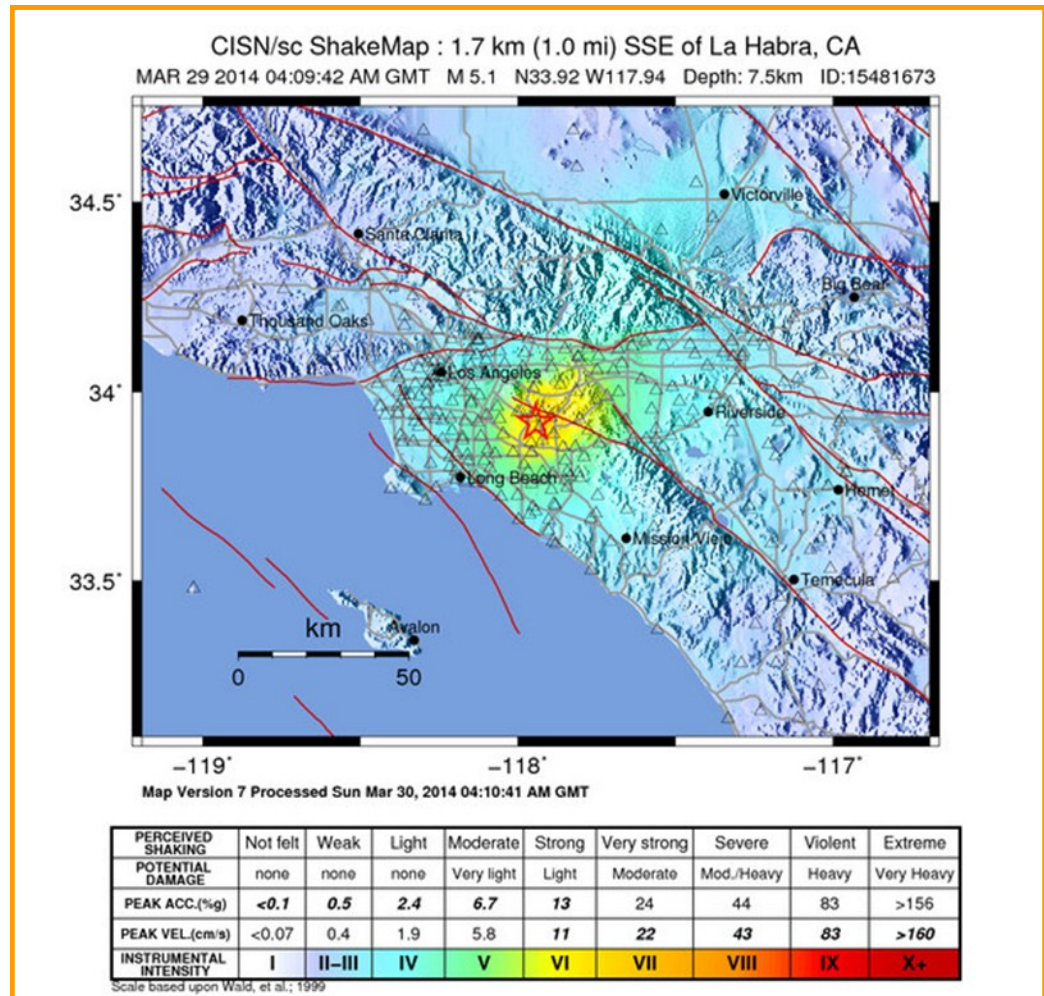 CISN/sc ShakeMap : 1.7 km (1.0 mi) SSE of La Habra, CA
MAR 29 2014 04:09:42 AM GMT M 5.1 N33.92 W117.94 Depth: 7.5km ID:15481673
34.5°
34°
33.5°
Victorville
Santa Clarita
Big Bear
Thousand Oaks
Los Angeles
Riverside
Long Beach
Hemet
Mission Viejo
Temecula
Avalon
km
0 50
−119° −118° −117°
Map Version 7 Processed Sun Mar 30, 2014 04:10:41 AM GMT
PERCEIVED SHAKING Not felt Weak Light Moderate Strong Very strong Severe Violent Extreme
POTENTIAL DAMAGE none none none Very light Light Moderate Mod./Heavy Heavy Very Heavy
PEAK ACC.(%g) <0.1 0.5 2.4 6.7 13 24 44 83 >156
PEAK VEL.(cm/s) <0.07 0.4 1.9 5.8 11 22 43 83 >160
INSTRUMENTAL INTENSITY I II−III IV V VI VII VIII IX X+
Scale based upon Wald, et al.; 1999